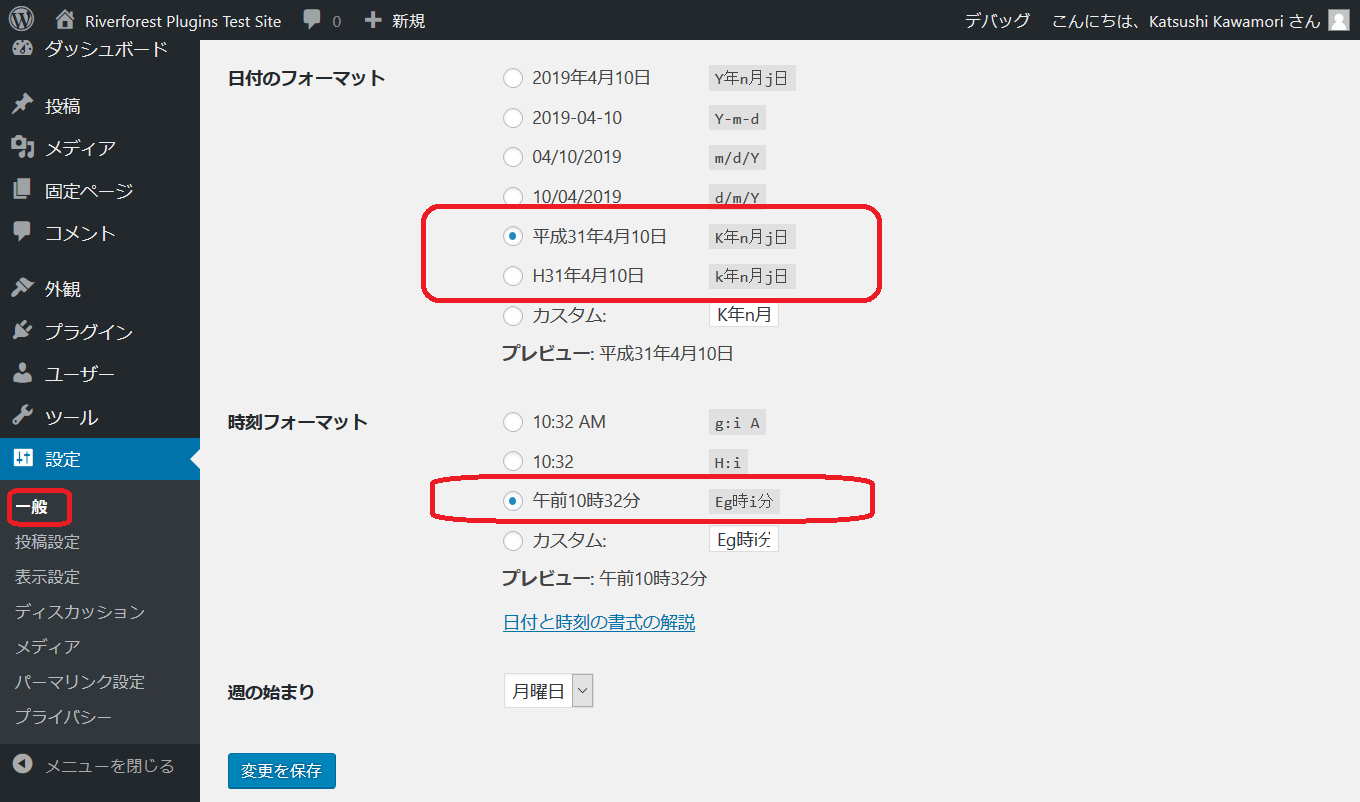 Riverforest Plugins Test Site 0 新規 デバッグ こんにちは、Katsushi Kawamori さん
ダッシュボード
投稿
メディア
固定ページ
コメント
外観
プラグイン
ユーザー
ツール
設定
一般
投稿設定
表示設定
ディスカッション
メディア
パーマリンク設定
プライバシー
メニューを閉じる
日付のフォーマット
2019年4月10日 Y年n月j日
2019-04-10 Y-m-d
04/10/2019 m/d/Y
10/04/2019 d/m/Y
平成31年4月10日 K年n月j日
H31年4月10日 k年n月j日
カスタム: K年n月
プレビュー: 平成31年4月10日
時刻フォーマット
10:32 AM g:i A
10:32 H:i
午前10時32分 Eg時i分
カスタム: Eg時i分
プレビュー: 午前10時32分
日付と時刻の書式の解説
週の始まり
月曜日
変更を保存